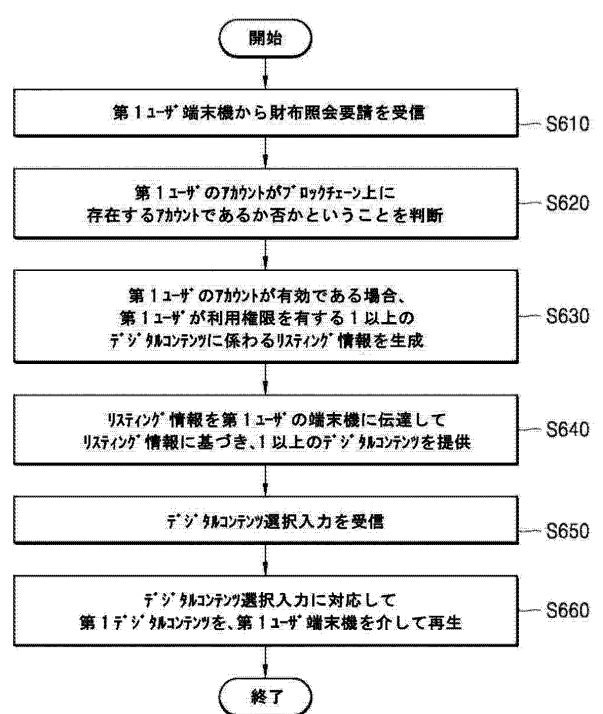 開始
第1ﾕｰｻﾞ端末機から財布照会要請を受信
S610
第1ﾕｰｻﾞのｱｶｳﾝﾄがﾌﾞﾛｯｸﾁｪｰﾝ上に
存在するｱｶｳﾝﾄであるか否かということを判断
S620
第1ﾕｰｻﾞのｱｶｳﾝﾄが有効である場合、
第1ﾕｰｻﾞが利用権限を有する1以上の
ﾃﾞｼﾞﾀﾙｺﾝﾃﾝﾂに係わるﾘｽﾃｨﾝｸﾞ情報を生成
S630
ﾘｽﾃｨﾝｸﾞ情報を第1ﾕｰｻﾞの端末機に伝達して
ﾘｽﾃｨﾝｸﾞ情報に基づき､1以上のﾃﾞｼﾞﾀﾙｺﾝﾃﾝﾂを提供
S640
ﾃﾞｼﾞﾀﾙｺﾝﾃﾝﾂ選択入力を受信
S650
ﾃﾞｼﾞﾀﾙｺﾝﾃﾝﾂ選択入力に対応して
第1ﾃﾞｼﾞﾀﾙｺﾝﾃﾝﾂを､第1ﾕｰｻﾞ端末機を介して再生
S660
終了